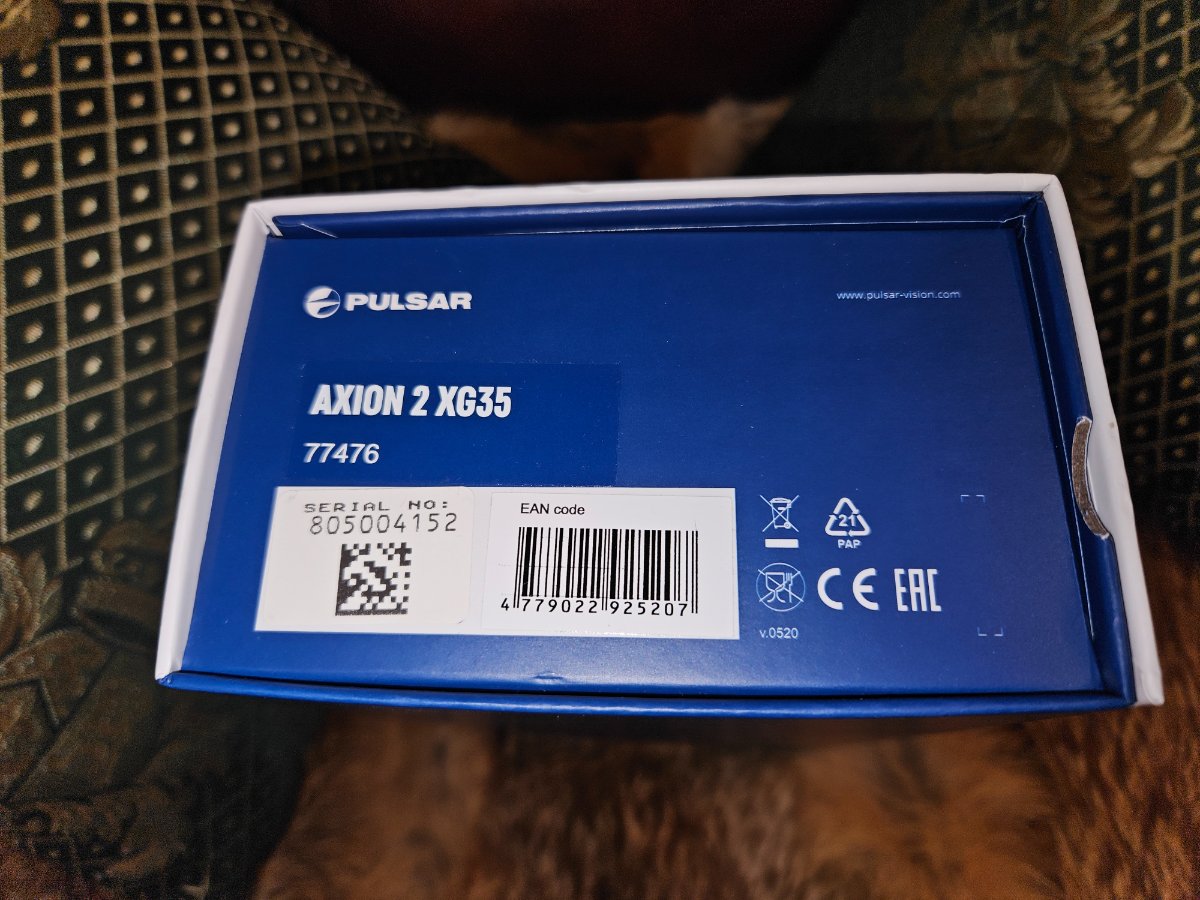 PULSAR
www.pulsar-vision.com
AXION 2 XG35
77476
SERIAL NO:
805004152
EAN code
4 779022 925207
21
PAP
CE EAC
v.0520